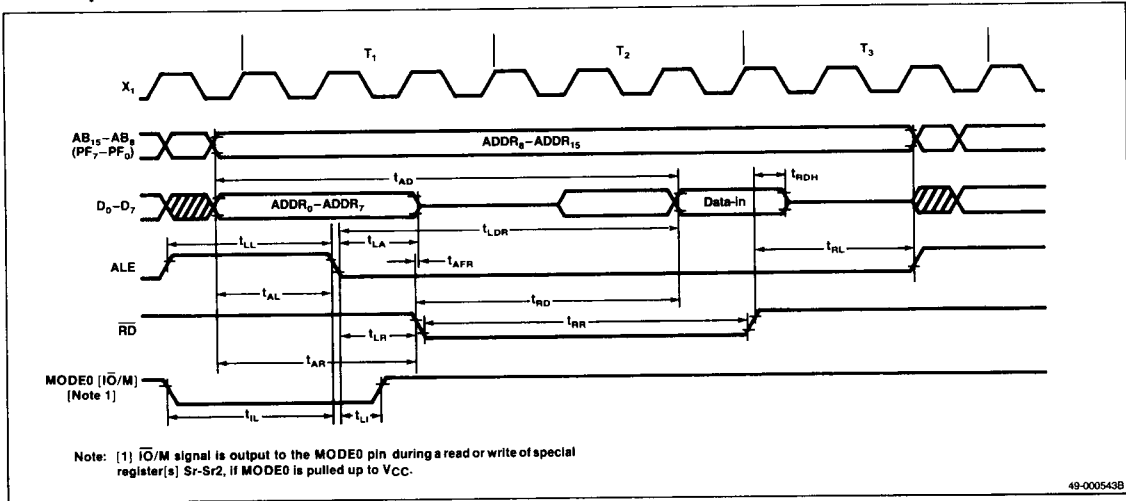 T1 T2 T3
X1
AB15–AB8
(PF7–PF0)
ADDR8–ADDR15
tAD
tRDH
D0–D7
ADDR0–ADDR7
Data-in
tLL
tLA
tLDR
tRL
ALE
tAFR
tAL
tRD
RD
tRR
tLR
tAR
MODE0 [IO/M]
[Note 1]
tIL
tLI
Note: [1] IO/M signal is output to the MODE0 pin during a read or write of special
register[s] Sr-Sr2, if MODE0 is pulled up to VCC.
49-000543B